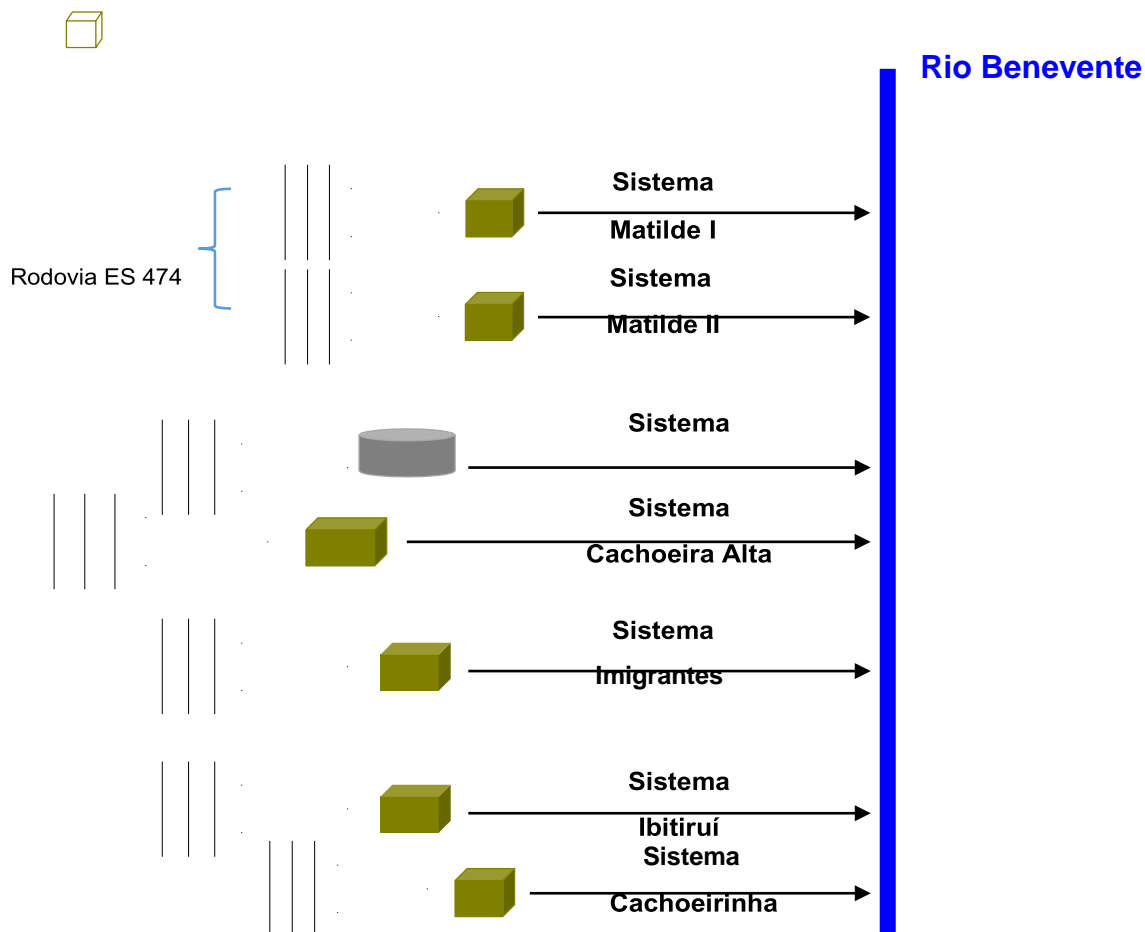 Rio Benevente
Sistema
Matilde I
Rodovia ES 474
Sistema
Matilde II
Sistema
Sistema
Cachoeira Alta
Sistema
Imigrantes
Sistema
Ibitiruí
Sistema
Cachoeirinha